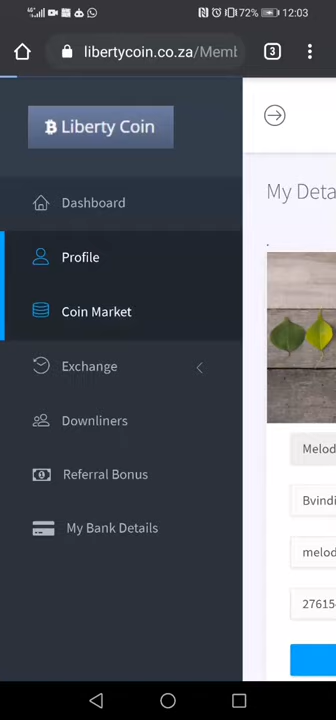 72% 12:03
libertycoin.co.za/Memb
3
Liberty Coin
Dashboard
My Deta
Profile
Coin Market
Exchange
Downliners
Melod
Referral Bonus
Bvindi
My Bank Details
melod
27615